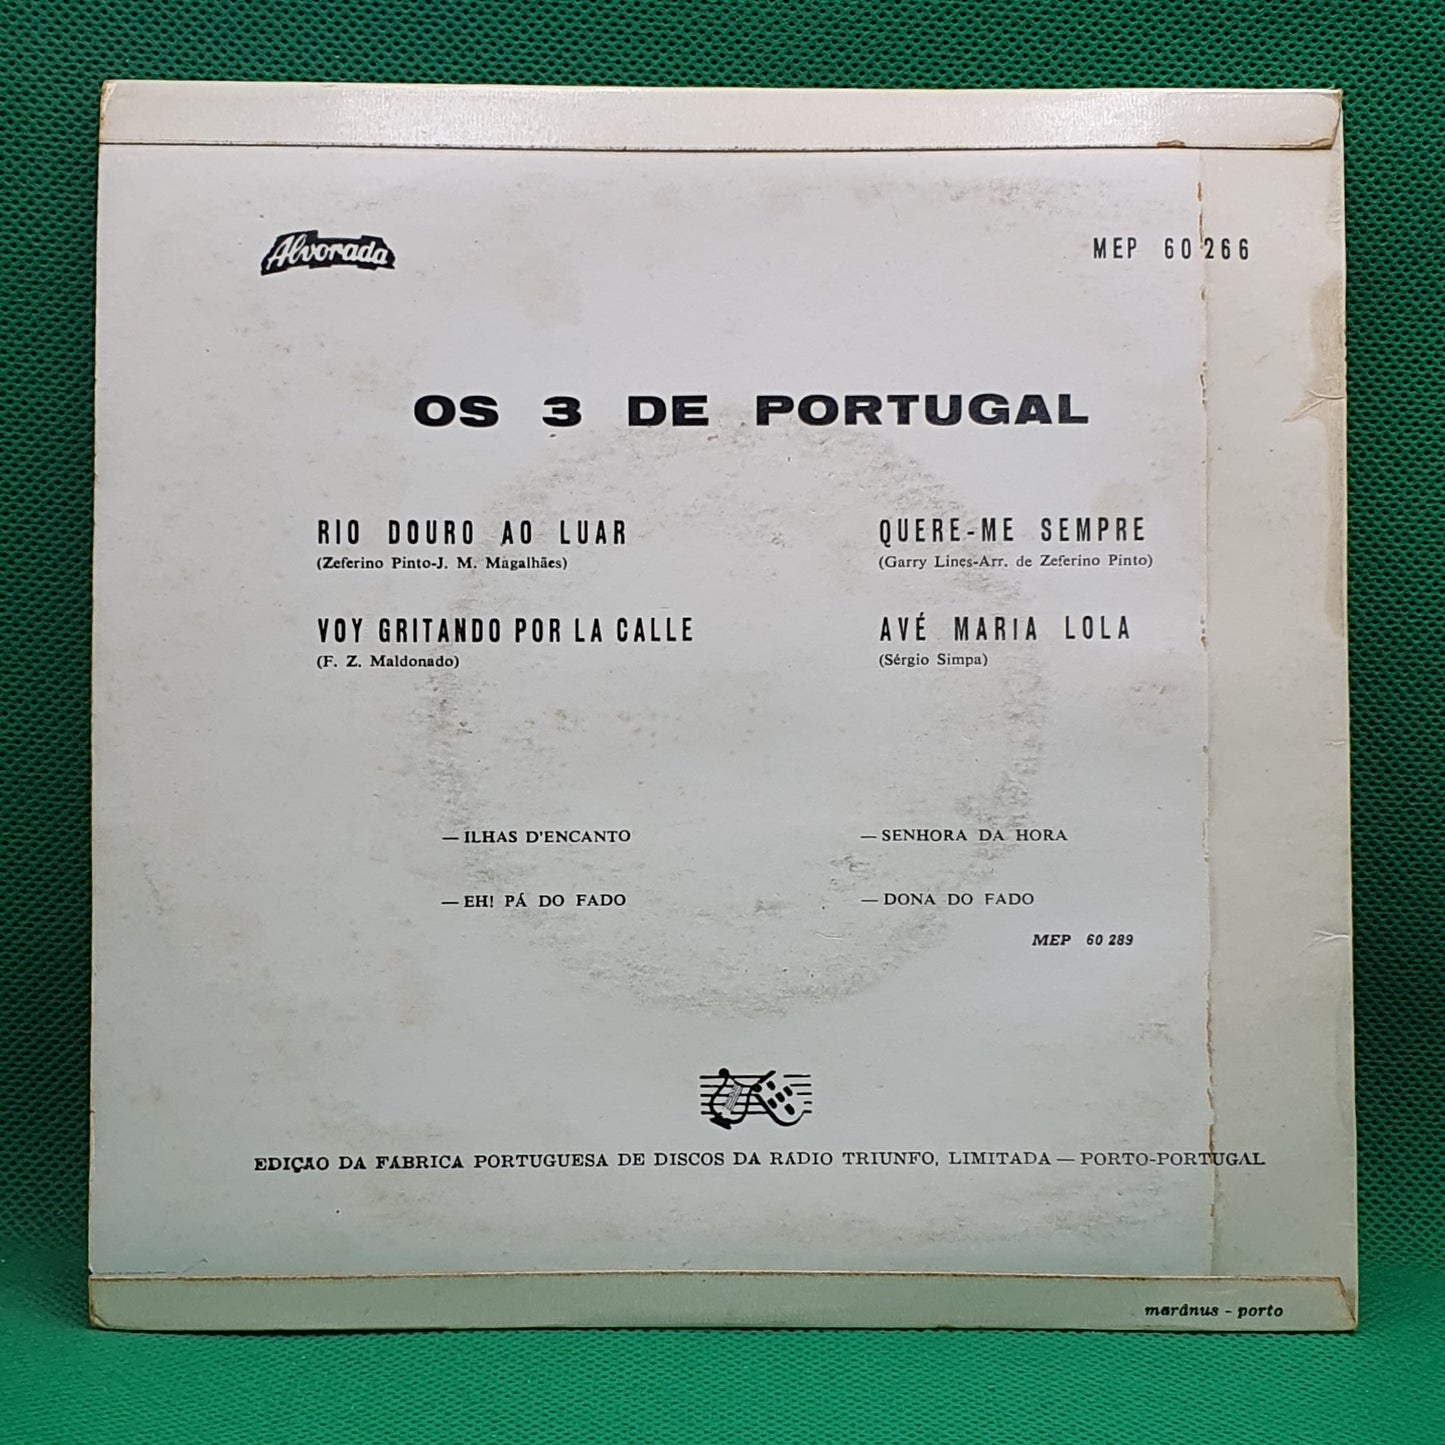 Alvorada
MEP 60 266
OS 3 DE PORTUGAL
RIO DOURO AO LUAR
(Zeferino Pinto-J. M. Magalhães)
VOY GRITANDO POR LA CALLE
(F. Z. Maldonado)
QUERE-ME SEMPRE
(Garry Lines-Arr. de Zeferino Pinto)
AVÉ MARIA LOLA
(Sérgio Simpa)
— ILHAS D'ENCANTO
— EH! PÁ DO FADO
— SENHORA DA HORA
— DONA DO FADO
MEP 60 289
EDIÇAO DA FÁBRICA PORTUGUESA DE DISCOS DA RÁDIO TRIUNFO, LIMITADA — PORTO-PORTUGAL
marânus - porto